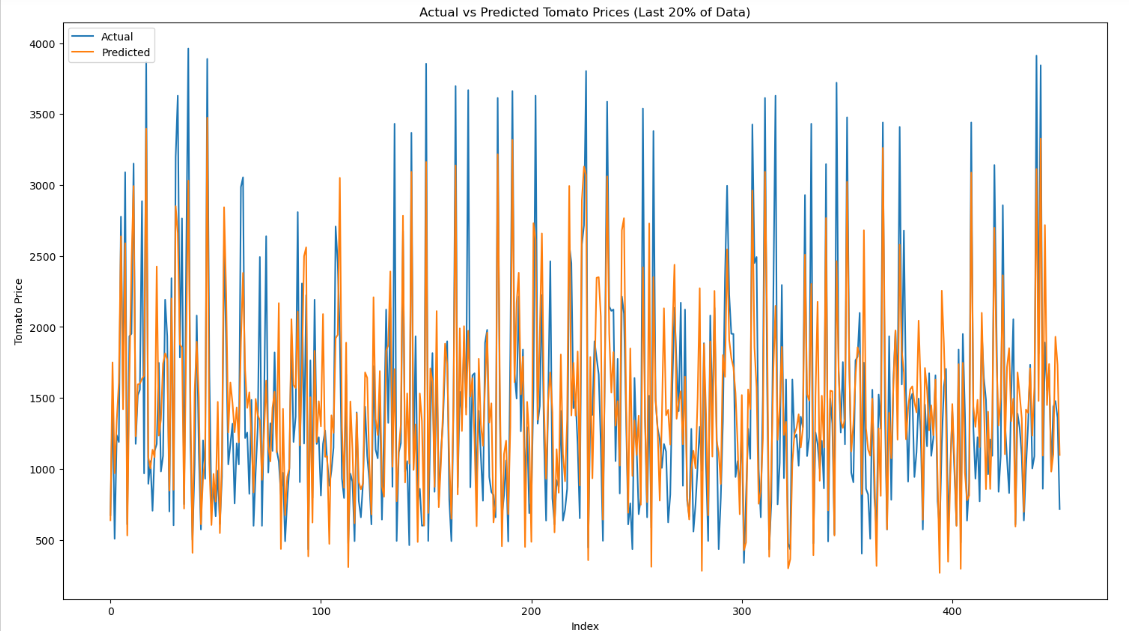 Actual vs Predicted Tomato Prices (Last 20% of Data)
Actual
Predicted
4000
3500
3000
2500
2000
1500
1000
500
Tomato Price
0 100 200 300 400
Index